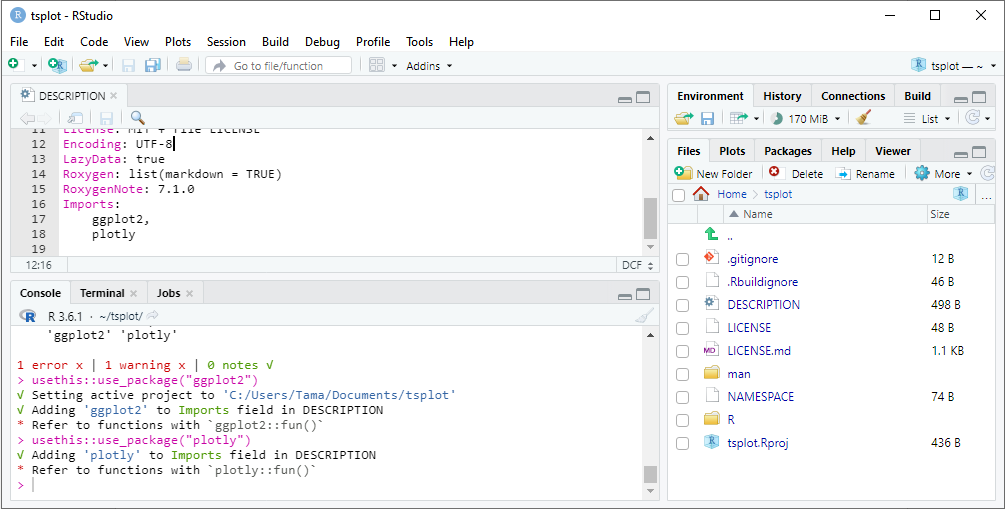 tsplot - RStudio
File Edit Code View Plots Session Build Debug Profile Tools Help
Go to file/function Addins tsplot — ~
DESCRIPTION
11 License: MIT + file LICENSE
12 Encoding: UTF-8
13 LazyData: true
14 Roxygen: list(markdown = TRUE)
15 RoxygenNote: 7.1.0
16 Imports:
17 ggplot2,
18 plotly
19
12:16 DCF
Console Terminal Jobs
R 3.6.1 · ~/tsplot/
'ggplot2' 'plotly'
1 error x | 1 warning x | 0 notes √
> usethis::use_package("ggplot2")
√ Setting active project to 'C:/Users/Tama/Documents/tsplot'
√ Adding 'ggplot2' to Imports field in DESCRIPTION
* Refer to functions with `ggplot2::fun()`
> usethis::use_package("plotly")
√ Adding 'plotly' to Imports field in DESCRIPTION
* Refer to functions with `plotly::fun()`
>
Environment History Connections Build
170 MiB List
Files Plots Packages Help Viewer
New Folder Delete Rename More
Home tsplot ...
Name Size
..
.gitignore 12 B
.Rbuildignore 46 B
DESCRIPTION 498 B
LICENSE 48 B
MD LICENSE.md 1.1 KB
man
NAMESPACE 74 B
R
tsplot.Rproj 436 B